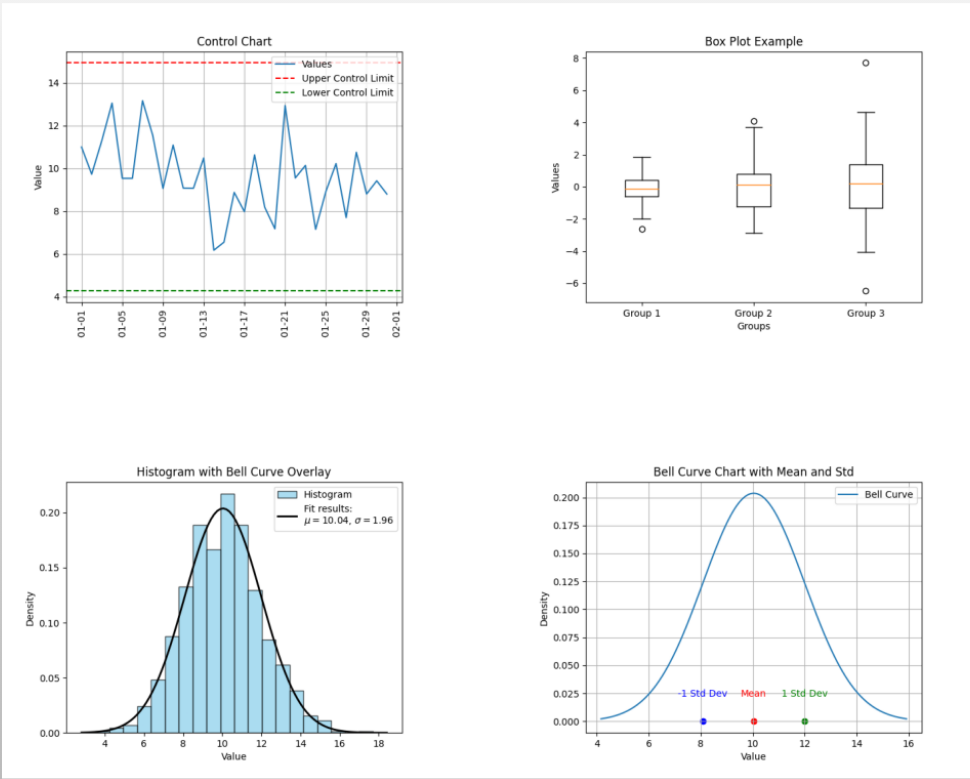 Control Chart
Values
Upper Control Limit
Lower Control Limit
14
12
10
8
6
4
Value
01-01
01-05
01-09
01-13
01-17
01-21
01-25
01-29
02-01
Box Plot Example
8
6
4
2
0
−2
−4
−6
Values
Group 1
Group 2
Group 3
Groups
Histogram with Bell Curve Overlay
Histogram
Fit results:
μ = 10.04, σ = 1.96
0.20
0.15
0.10
0.05
0.00
Density
4
6
8
10
12
14
16
18
Value
Bell Curve Chart with Mean and Std
Bell Curve
0.200
0.175
0.150
0.125
0.100
0.075
0.050
0.025
0.000
Density
-1 Std Dev
Mean
1 Std Dev
4
6
8
10
12
14
16
Value